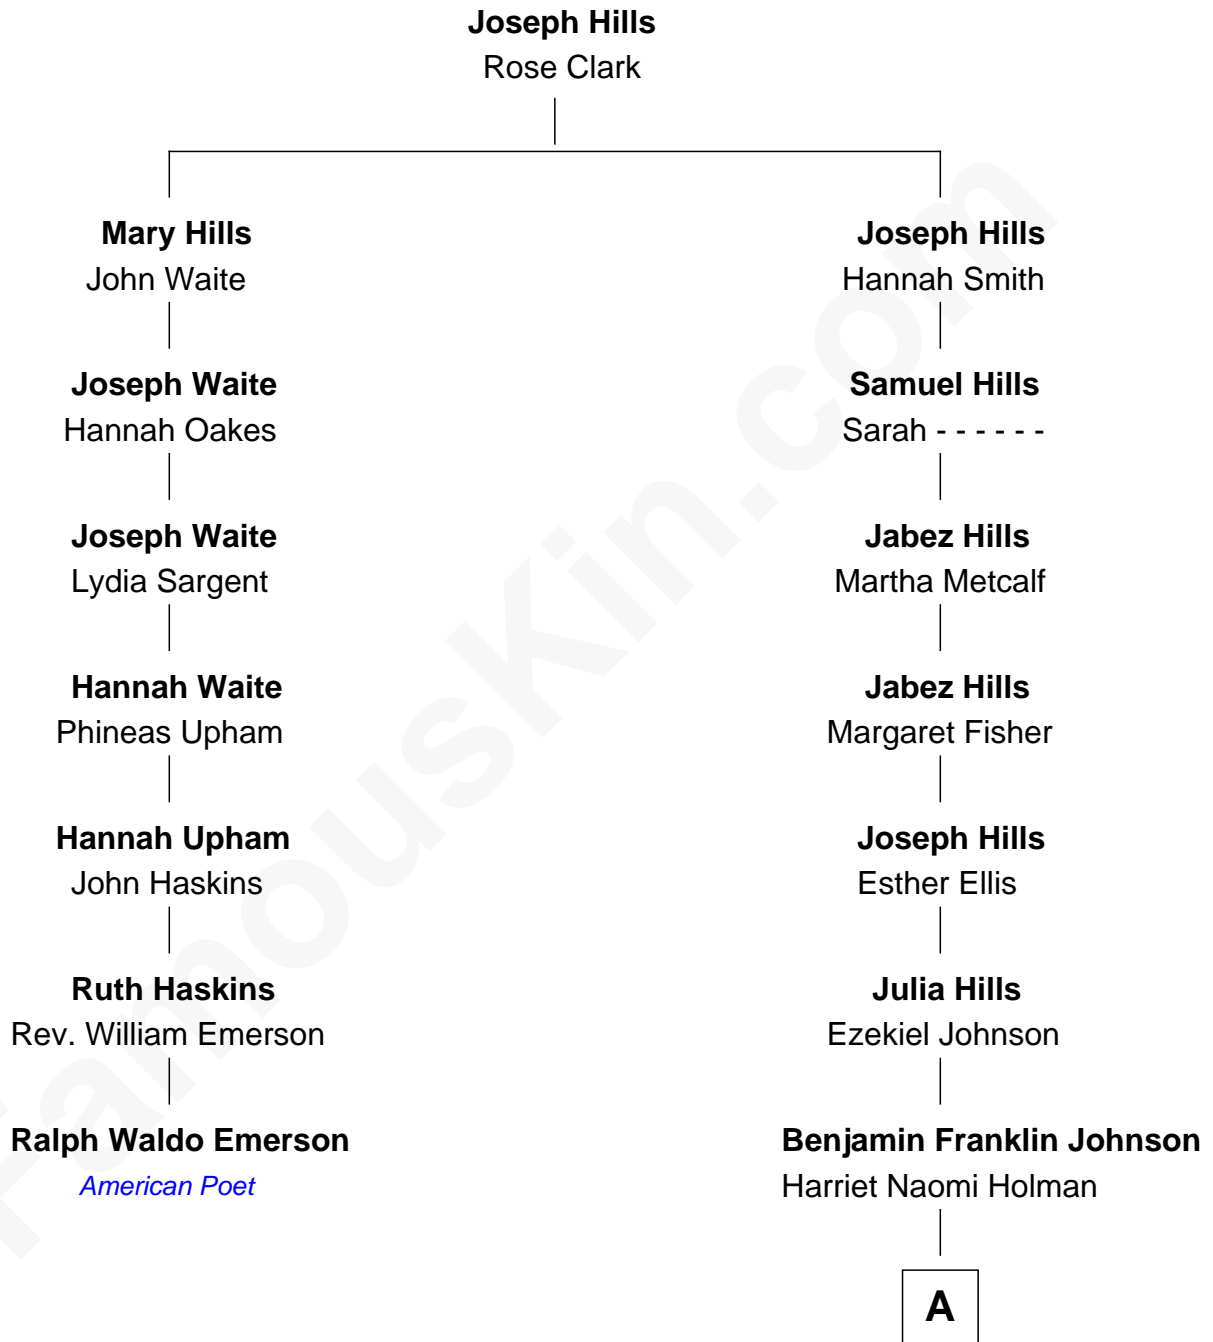 Joseph Hills
Rose Clark
Mary Hills
John Waite
Joseph Hills
Hannah Smith
Joseph Waite
Hannah Oakes
Samuel Hills
Sarah - - - - - -
Joseph Waite
Lydia Sargent
Jabez Hills
Martha Metcalf
Hannah Waite
Phineas Upham
Jabez Hills
Margaret Fisher
Hannah Upham
John Haskins
Joseph Hills
Esther Ellis
Ruth Haskins
Rev. William Emerson
Julia Hills
Ezekiel Johnson
Ralph Waldo Emerson
American Poet
Benjamin Franklin Johnson
Harriet Naomi Holman
A
FamousKin.com